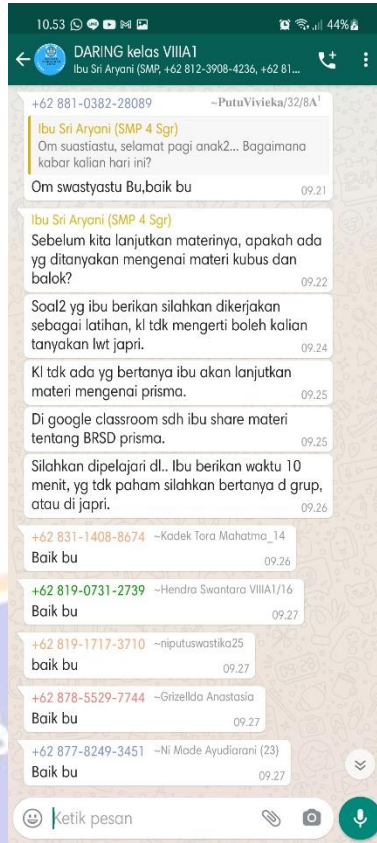 10.53 44%
DARING kelas VIIIA1
Ibu Sri Aryani (SMP, +62 812-3908-4236, +62 81...
+62 881-0382-28089 ~PutuVivieka/32/8A¹
Ibu Sri Aryani (SMP 4 Sgr)
Om suastiastu, selamat pagi anak2... Bagaimana
kabar kalian hari ini?
Om swastyastu Bu,baik bu 09.21
Ibu Sri Aryani (SMP 4 Sgr)
Sebelum kita lanjutkan materinya, apakah ada
yg ditanyakan mengenai materi kubus dan
balok? 09.22
Soal2 yg ibu berikan silahkan dikerjakan
sebagai latihan, kl tdk mengerti boleh kalian
tanyakan lwt japri. 09.24
Kl tdk ada yg bertanya ibu akan lanjutkan
materi mengenai prisma. 09.25
Di google classroom sdh ibu share materi
tentang BRSD prisma. 09.25
Silahkan dipelajari dl.. Ibu berikan waktu 10
menit, yg tdk paham silahkan bertanya d grup,
atau di japri. 09.26
+62 831-1408-8674 ~Kadek Tora Mahatma_14
Baik bu 09.26
+62 819-0731-2739 ~Hendra Swantara VIIIA1/16
Baik bu 09.27
+62 819-1717-3710 ~niputuswastika25
baik bu 09.27
+62 878-5529-7744 ~Grizellda Anastasia
Baik bu 09.27
+62 877-8249-3451 ~Ni Made Ayudiarani (23)
Baik bu 09.27
Ketik pesan